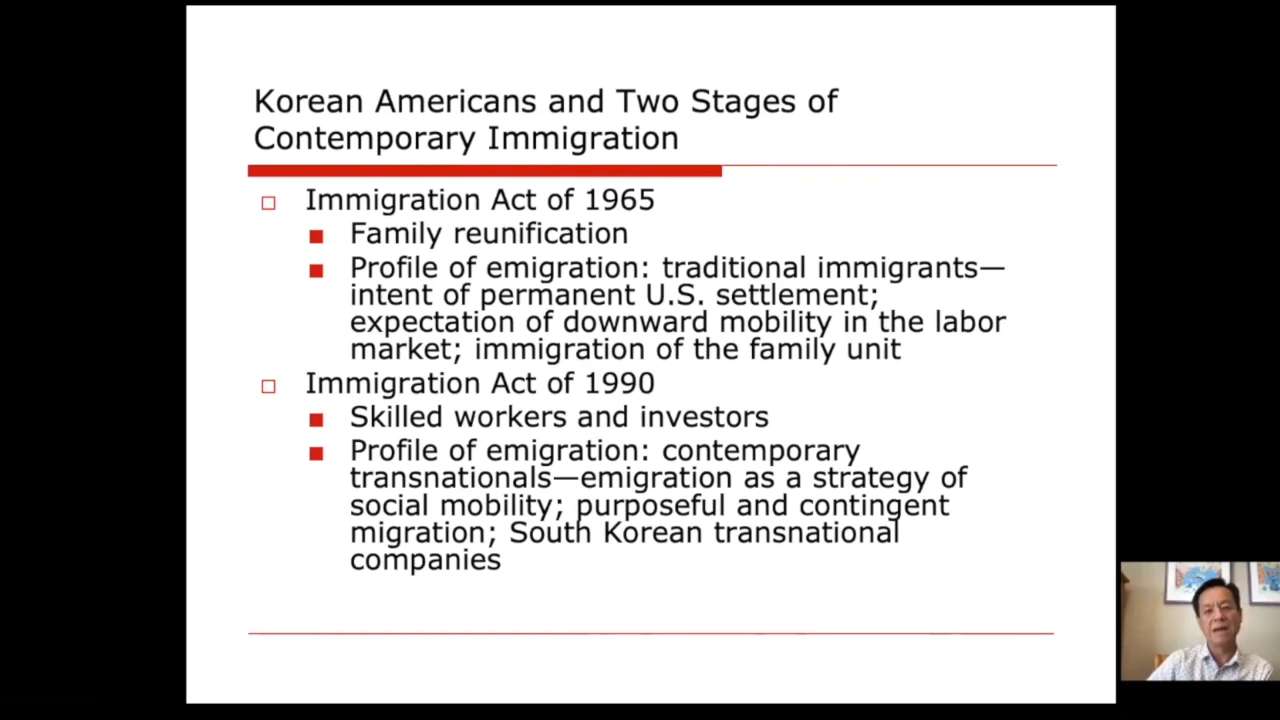 Korean Americans and Two Stages of
Contemporary Immigration
Immigration Act of 1965
Family reunification
Profile of emigration: traditional immigrants—
intent of permanent U.S. settlement;
expectation of downward mobility in the labor
market; immigration of the family unit
Immigration Act of 1990
Skilled workers and investors
Profile of emigration: contemporary
transnationals—emigration as a strategy of
social mobility; purposeful and contingent
migration; South Korean transnational
companies